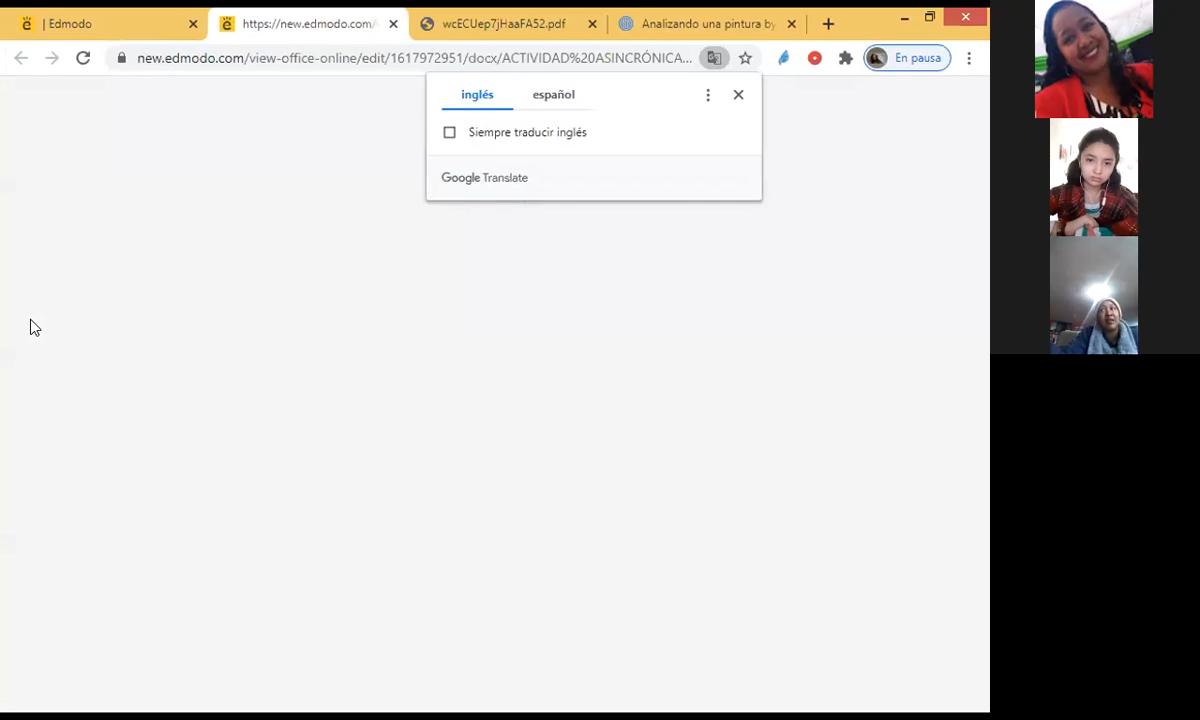 | Edmodo
https://new.edmodo.com/
wcECUep7jHaaFA52.pdf
Analizando una pintura by
new.edmodo.com/view-office-online/edit/1617972951/docx/ACTIVIDAD%20ASINCRÓNICA...
En pausa
inglés
español
Siempre traducir inglés
Google Translate